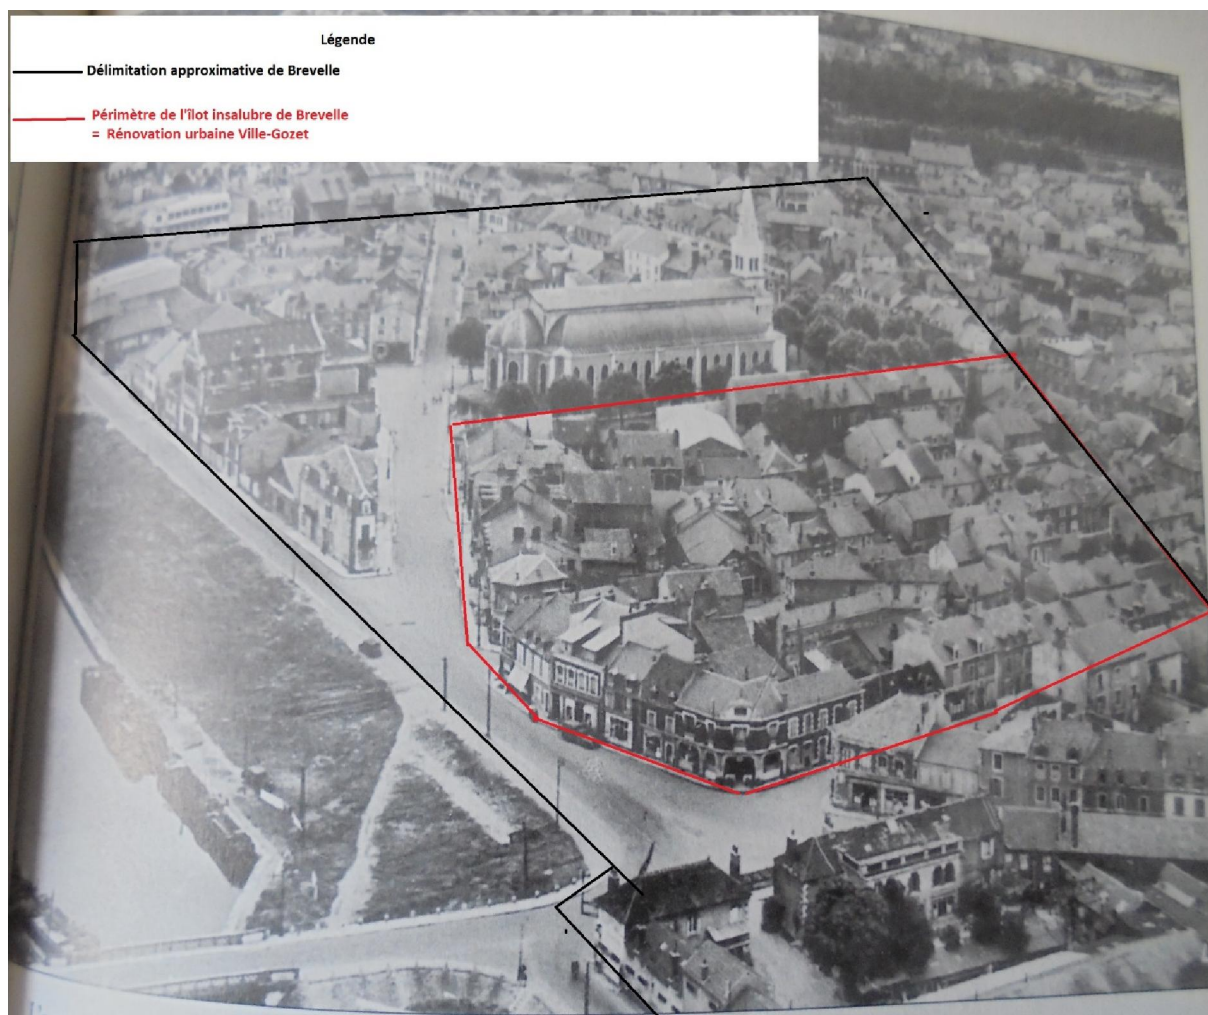 Légende
Délimitation approximative de Brevelle
Périmètre de l'îlot insalubre de Brevelle
= Rénovation urbaine Ville-Gozet